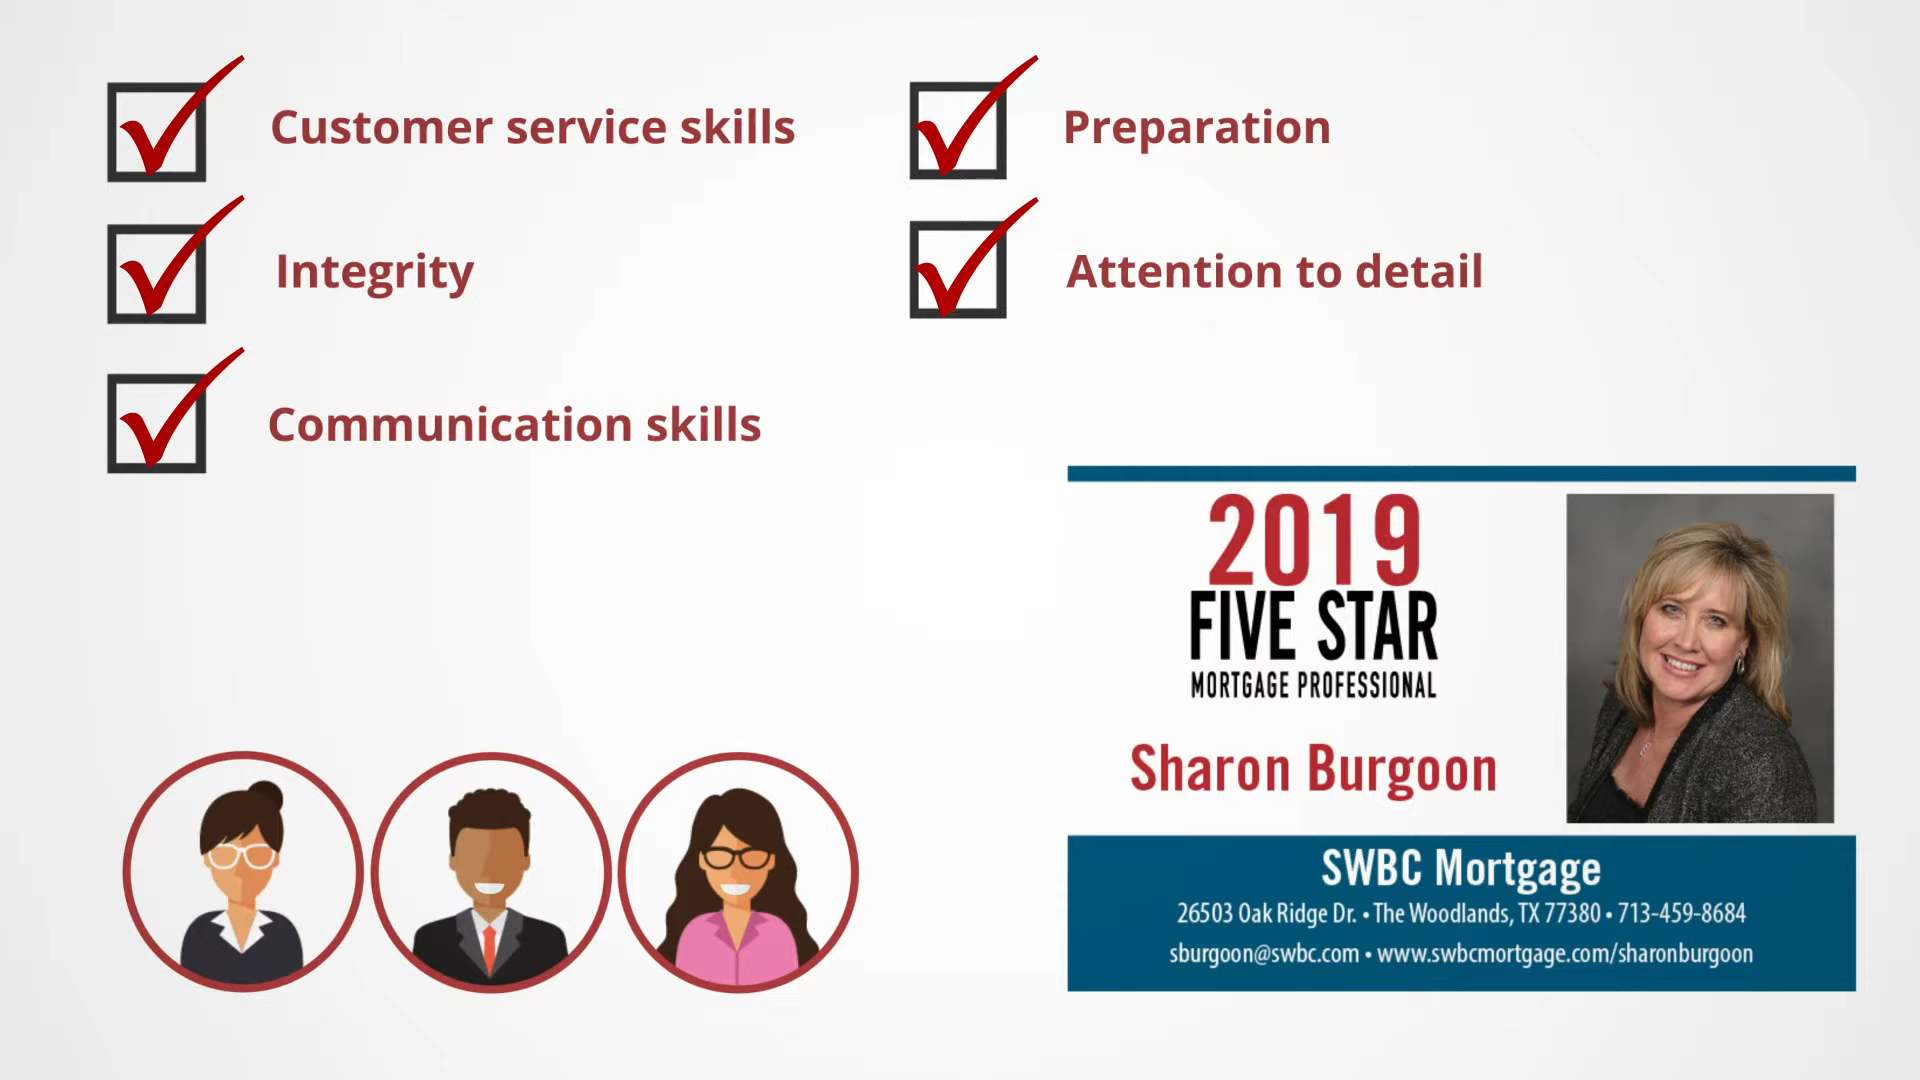 Customer service skills
Integrity
Communication skills
Preparation
Attention to detail
2019
FIVE STAR
MORTGAGE PROFESSIONAL
Sharon Burgoon
SWBC Mortgage
26503 Oak Ridge Dr. • The Woodlands, TX 77380 • 713-459-8684
sburgoon@swbc.com • www.swbcmortgage.com/sharonburgoon